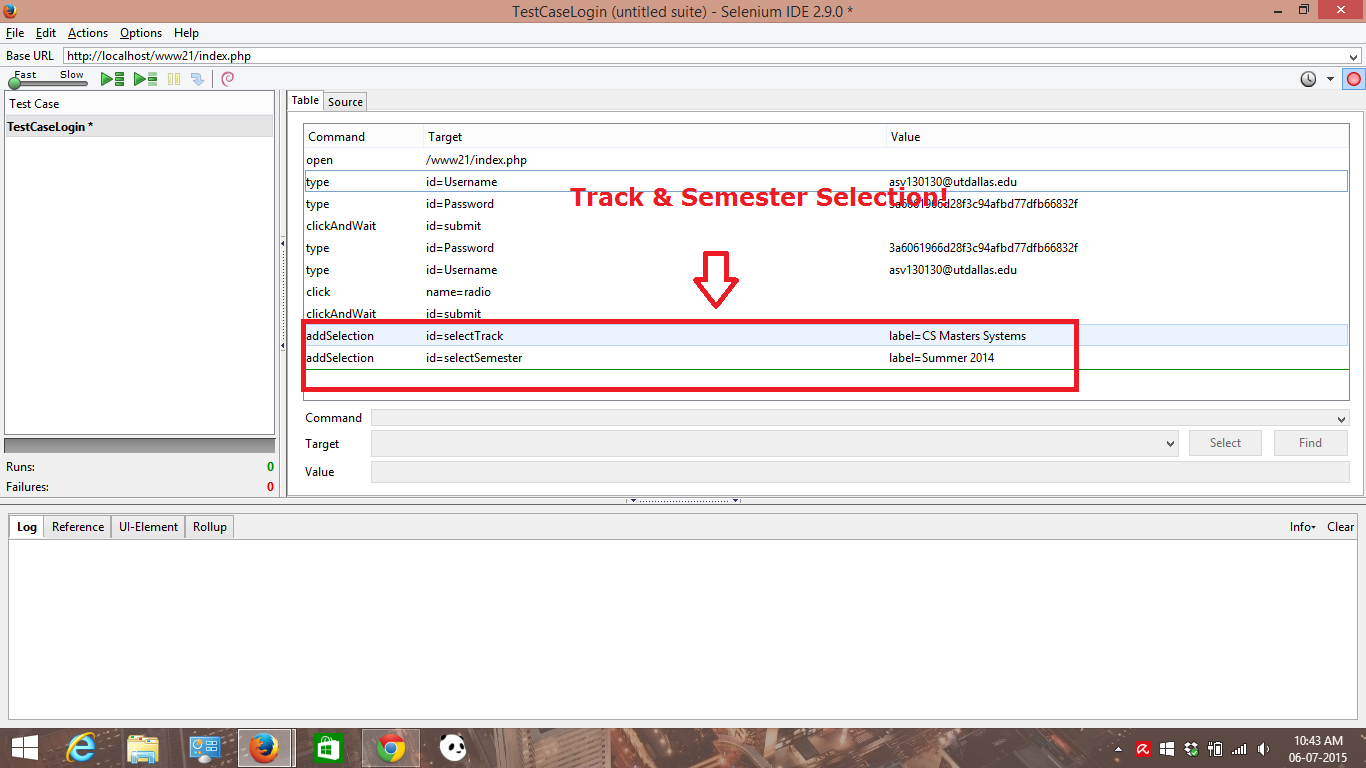 TestCaseLogin (untitled suite) - Selenium IDE 2.9.0 *
File Edit Actions Options Help
Base URL http://localhost/www21/index.php
Fast Slow
Test Case
TestCaseLogin *
Table Source
Command Target Value
open /www21/index.php
type id=Username asv130130@utdallas.edu
Track & Semester Selection!
type id=Password 3a6061966d28f3c94afbd77dfb66832f
clickAndWait id=submit
type id=Password 3a6061966d28f3c94afbd77dfb66832f
type id=Username asv130130@utdallas.edu
click name=radio
clickAndWait id=submit
addSelection id=selectTrack label=CS Masters Systems
addSelection id=selectSemester label=Summer 2014
Command
Target Select Find
Value
Runs: 0
Failures: 0
Log Reference UI-Element Rollup Info Clear
10:43 AM
06-07-2015